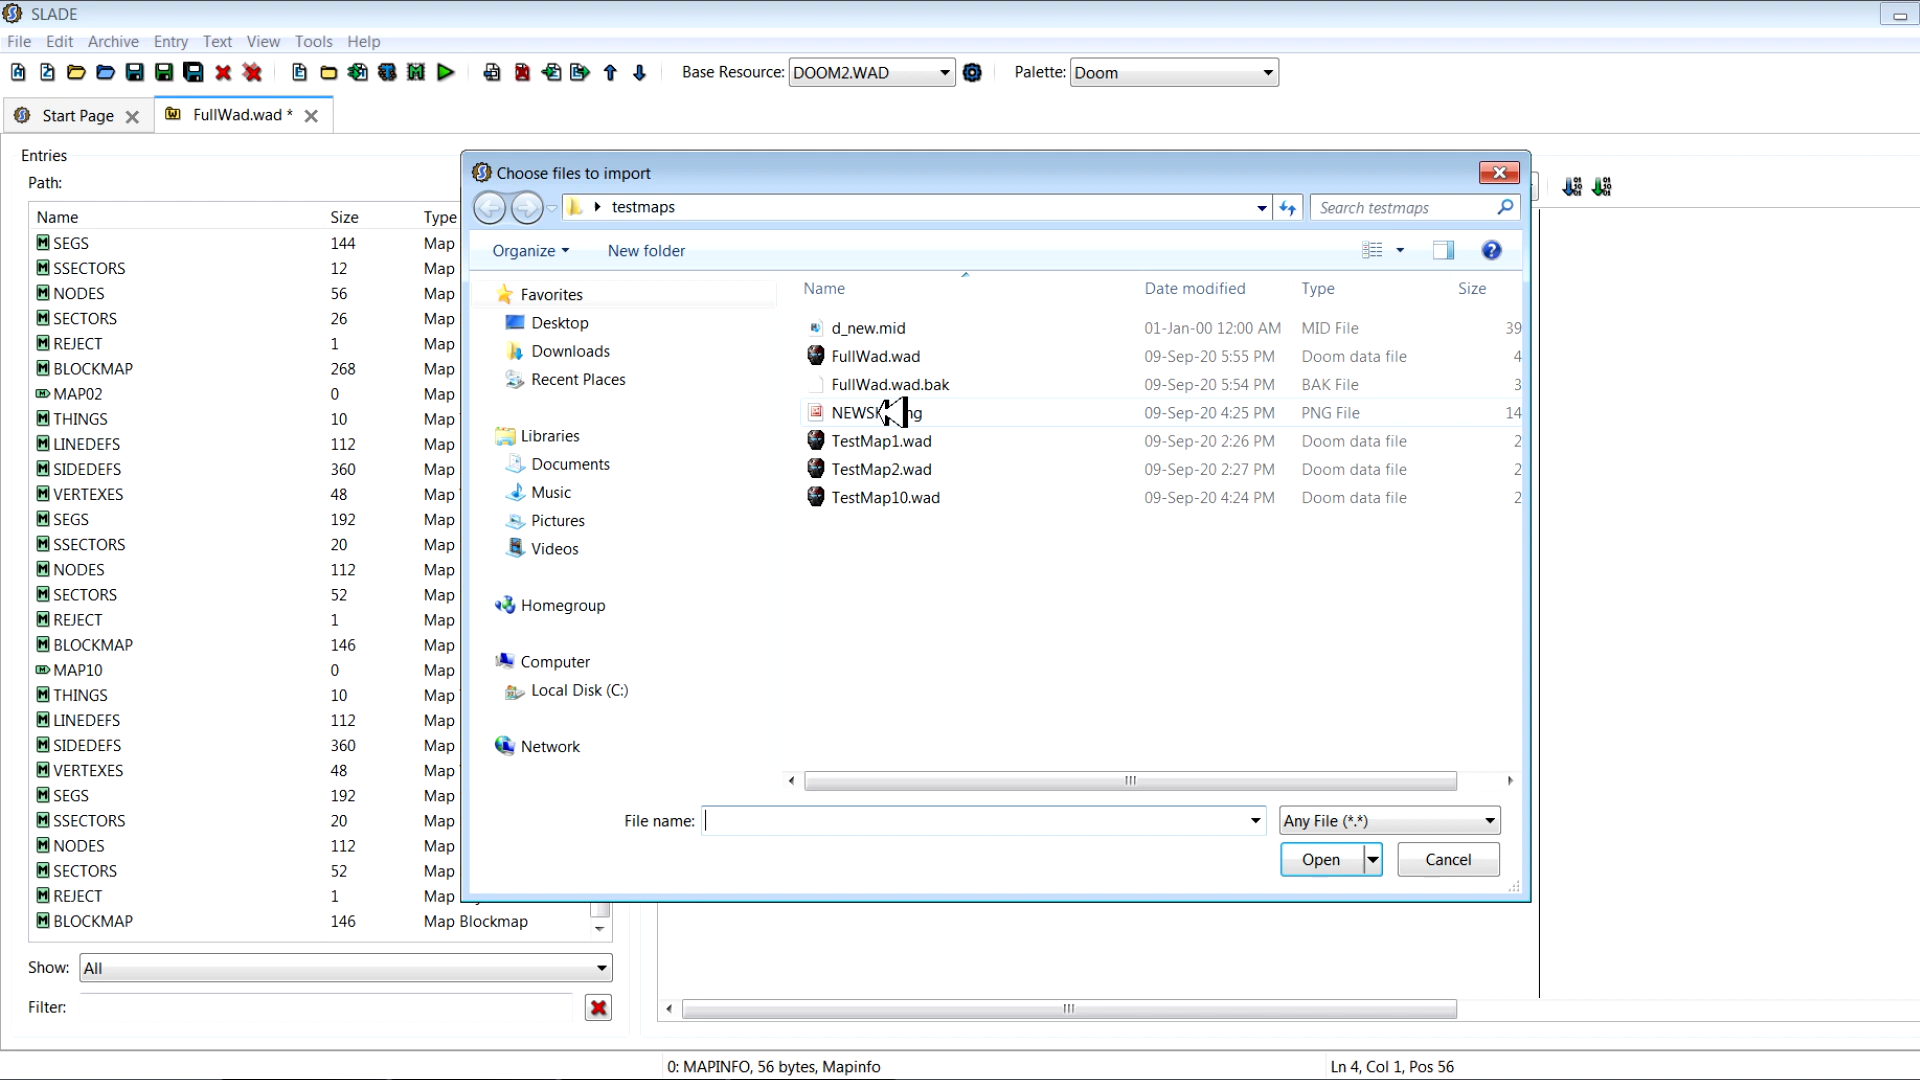 SLADE
File Edit Archive Entry Text View Tools Help
Base Resource: DOOM2.WAD Palette: Doom
Start Page FullWad.wad *
Entries
Path:
Name Size Type
SEGS 144 Map
SSECTORS 12 Map
NODES 56 Map
SECTORS 26 Map
REJECT 1 Map
BLOCKMAP 268 Map
MAP02 0 Map
THINGS 10 Map
LINEDEFS 112 Map
SIDEDEFS 360 Map
VERTEXES 48 Map
SEGS 192 Map
SSECTORS 20 Map
NODES 112 Map
SECTORS 52 Map
REJECT 1 Map
BLOCKMAP 146 Map
MAP10 0 Map
THINGS 10 Map
LINEDEFS 112 Map
SIDEDEFS 360 Map
VERTEXES 48 Map
SEGS 192 Map
SSECTORS 20 Map
NODES 112 Map
SECTORS 52 Map
REJECT 1 Map
BLOCKMAP 146 Map Blockmap
Show: All
Filter:
Choose files to import
testmaps Search testmaps
Organize New folder
Favorites
Desktop
Downloads
Recent Places
Libraries
Documents
Music
Pictures
Videos
Homegroup
Computer
Local Disk (C:)
Network
Name Date modified Type Size
d_new.mid 01-Jan-00 12:00 AM MID File 39
FullWad.wad 09-Sep-20 5:55 PM Doom data file 4
FullWad.wad.bak 09-Sep-20 5:54 PM BAK File 3
09-Sep-20 4:25 PM PNG File 14
TestMap1.wad 09-Sep-20 2:26 PM Doom data file 2
TestMap2.wad 09-Sep-20 2:27 PM Doom data file 2
TestMap10.wad 09-Sep-20 4:24 PM Doom data file 2
File name: Any File (*.*)
Open Cancel
0: MAPINFO, 56 bytes, Mapinfo Ln 4, Col 1, Pos 56